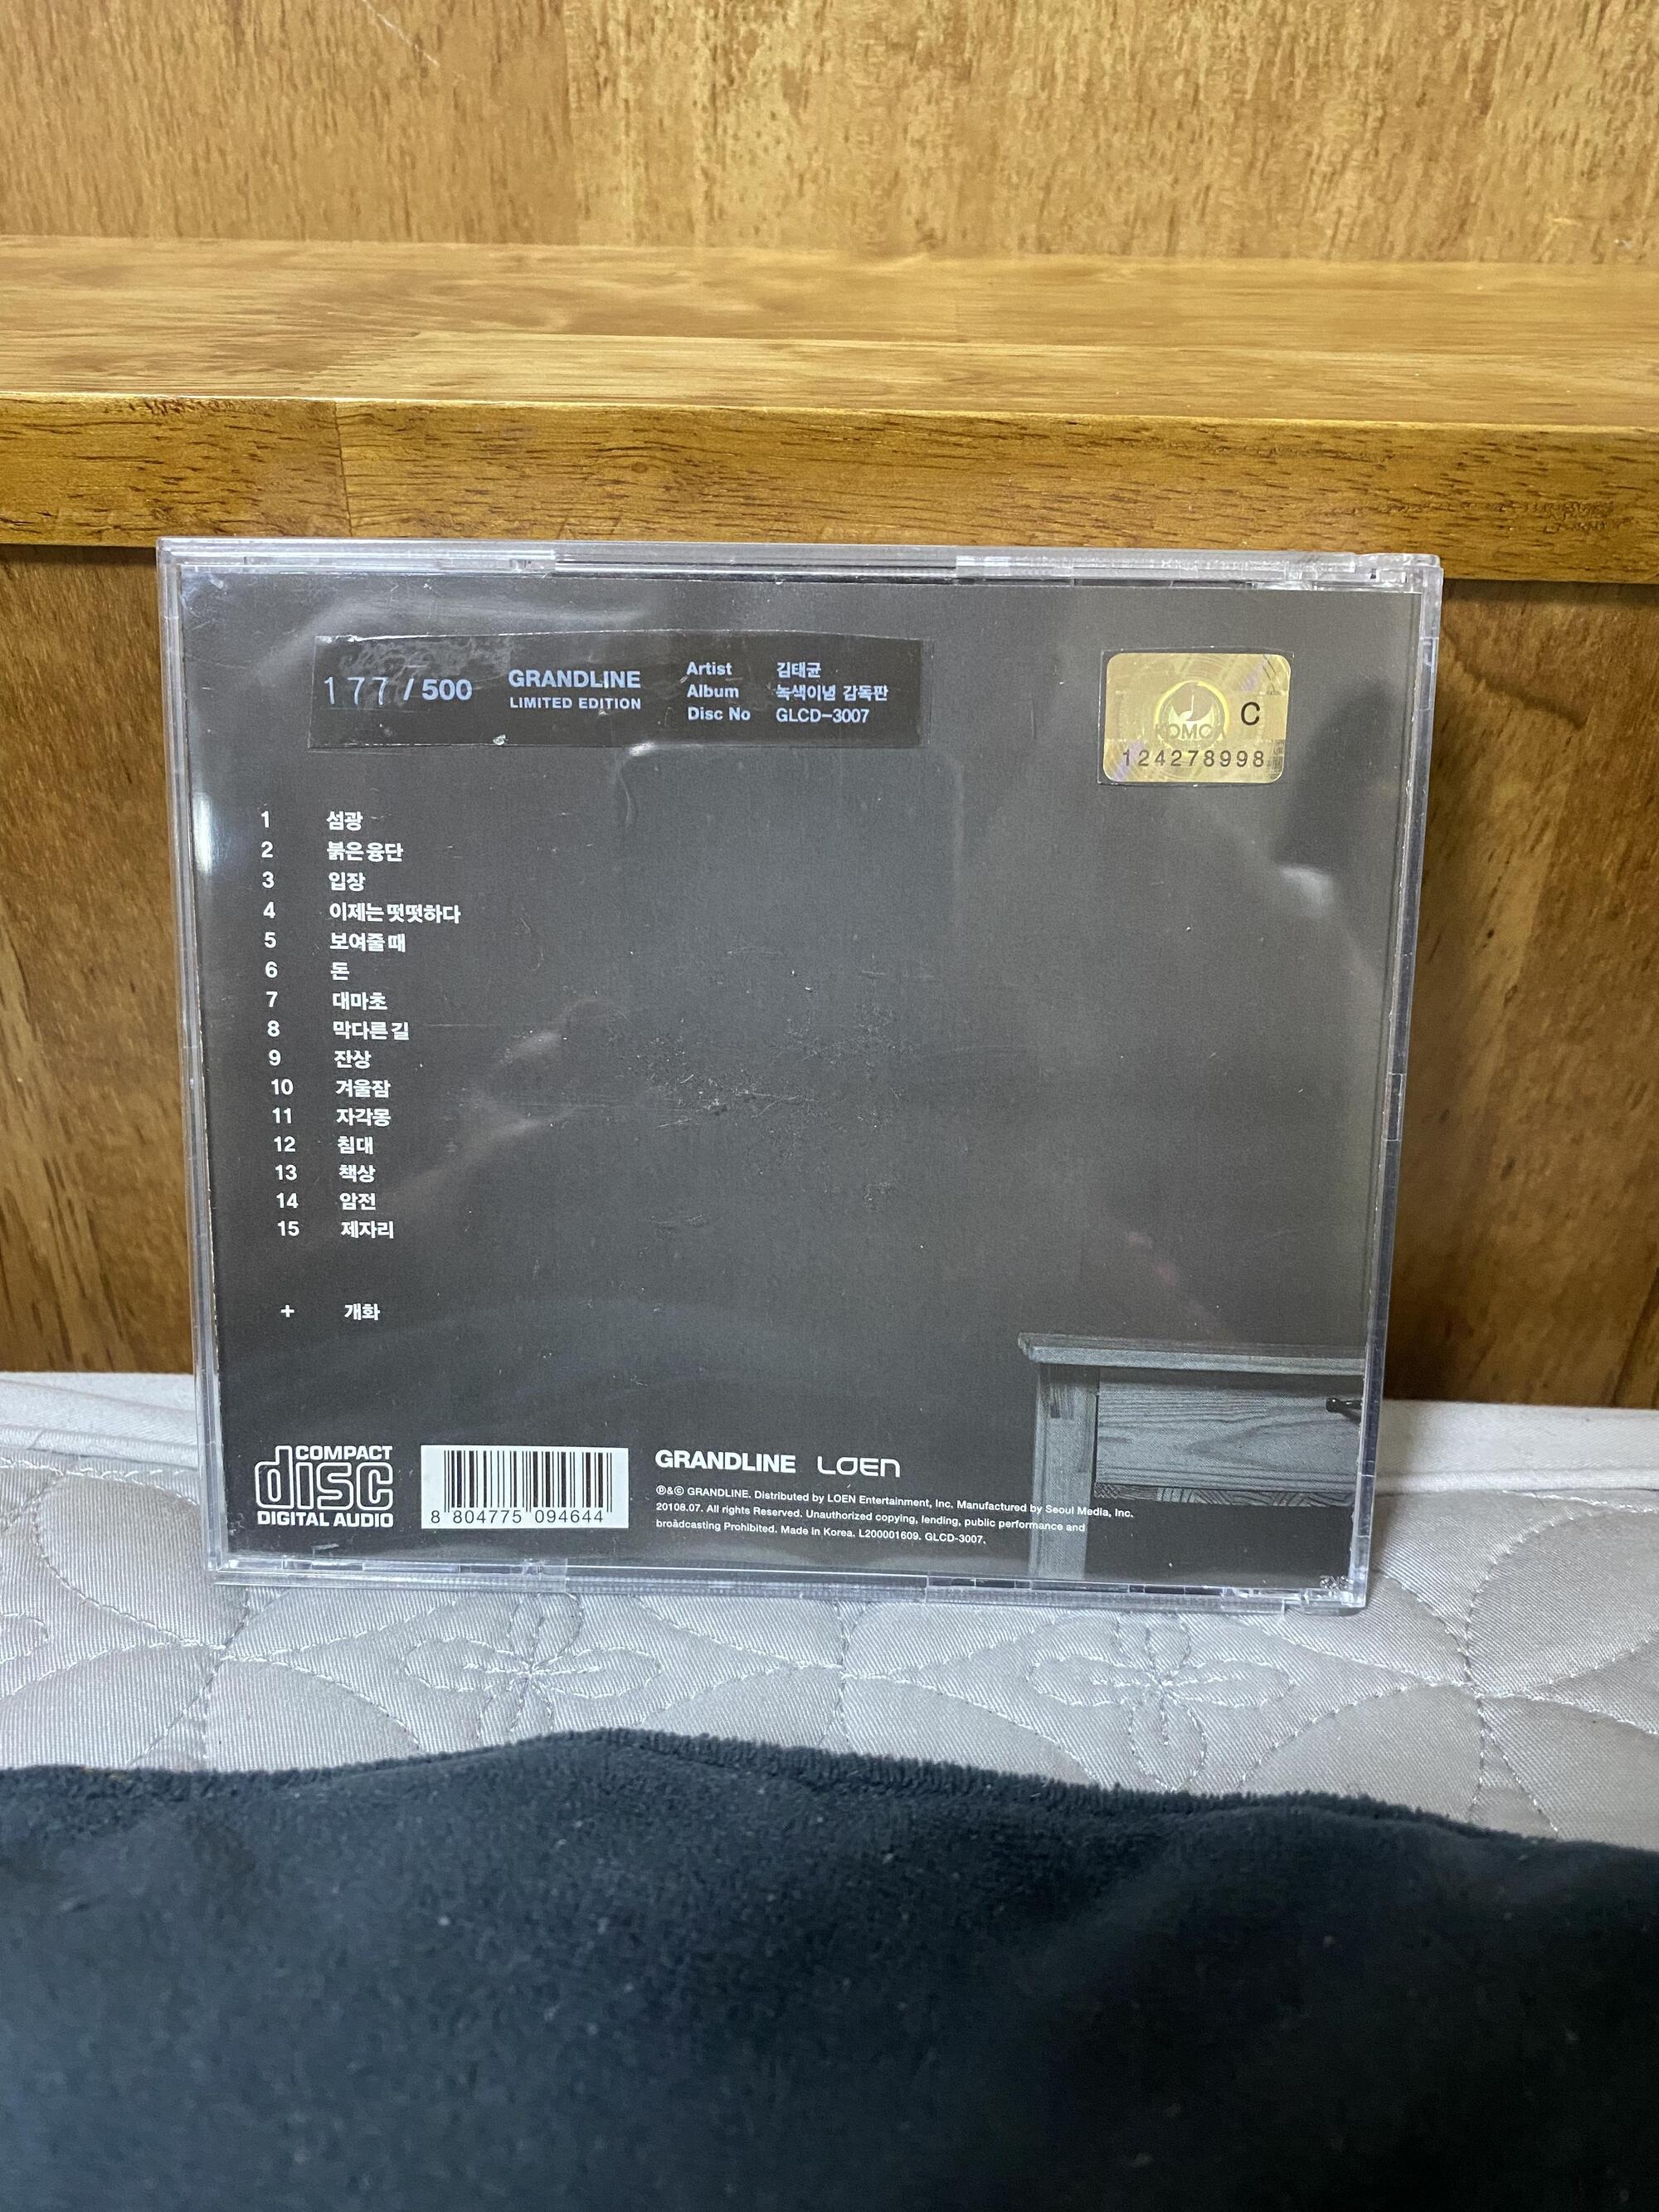 177 / 500
GRANDLINE
LIMITED EDITION
Artist 김태균
Album 녹색이념 감독판
Disc No GLCD-3007
C
124278998
1 섬광
2 붉은 융단
3 입장
4 이제는 떳떳하다
5 보여줄 때
6 돈
7 대마초
8 막다른 길
9 잔상
10 겨울잠
11 자각몽
12 침대
13 책상
14 암전
15 제자리
+ 개화
COMPACT
disc
DIGITAL AUDIO
8 804775 094644
GRANDLINE LOEN
℗&© GRANDLINE. Distributed by LOEN Entertainment, Inc. Manufactured by Seoul Media, Inc.
20108.07. All rights Reserved. Unauthorized copying, lending, public performance and
broadcasting Prohibited. Made in Korea. L200001609. GLCD-3007.